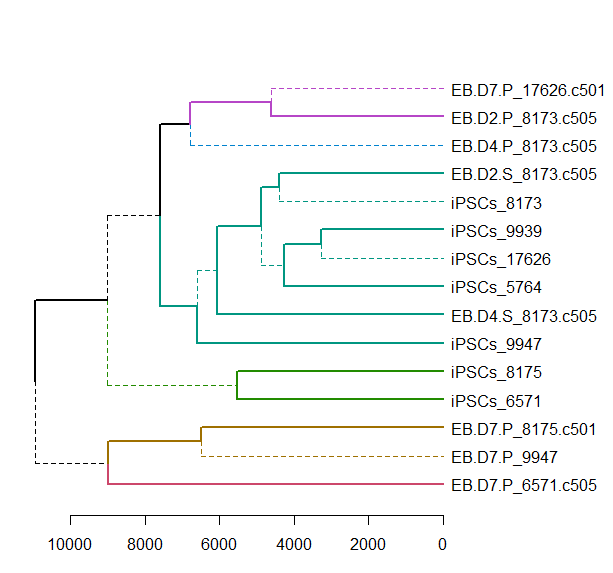 EB.D7.P_17626.c501
EB.D2.P_8173.c505
EB.D4.P_8173.c505
EB.D2.S_8173.c505
iPSCs_8173
iPSCs_9939
iPSCs_17626
iPSCs_5764
EB.D4.S_8173.c505
iPSCs_9947
iPSCs_8175
iPSCs_6571
EB.D7.P_8175.c501
EB.D7.P_9947
EB.D7.P_6571.c505
10000 8000 6000 4000 2000 0